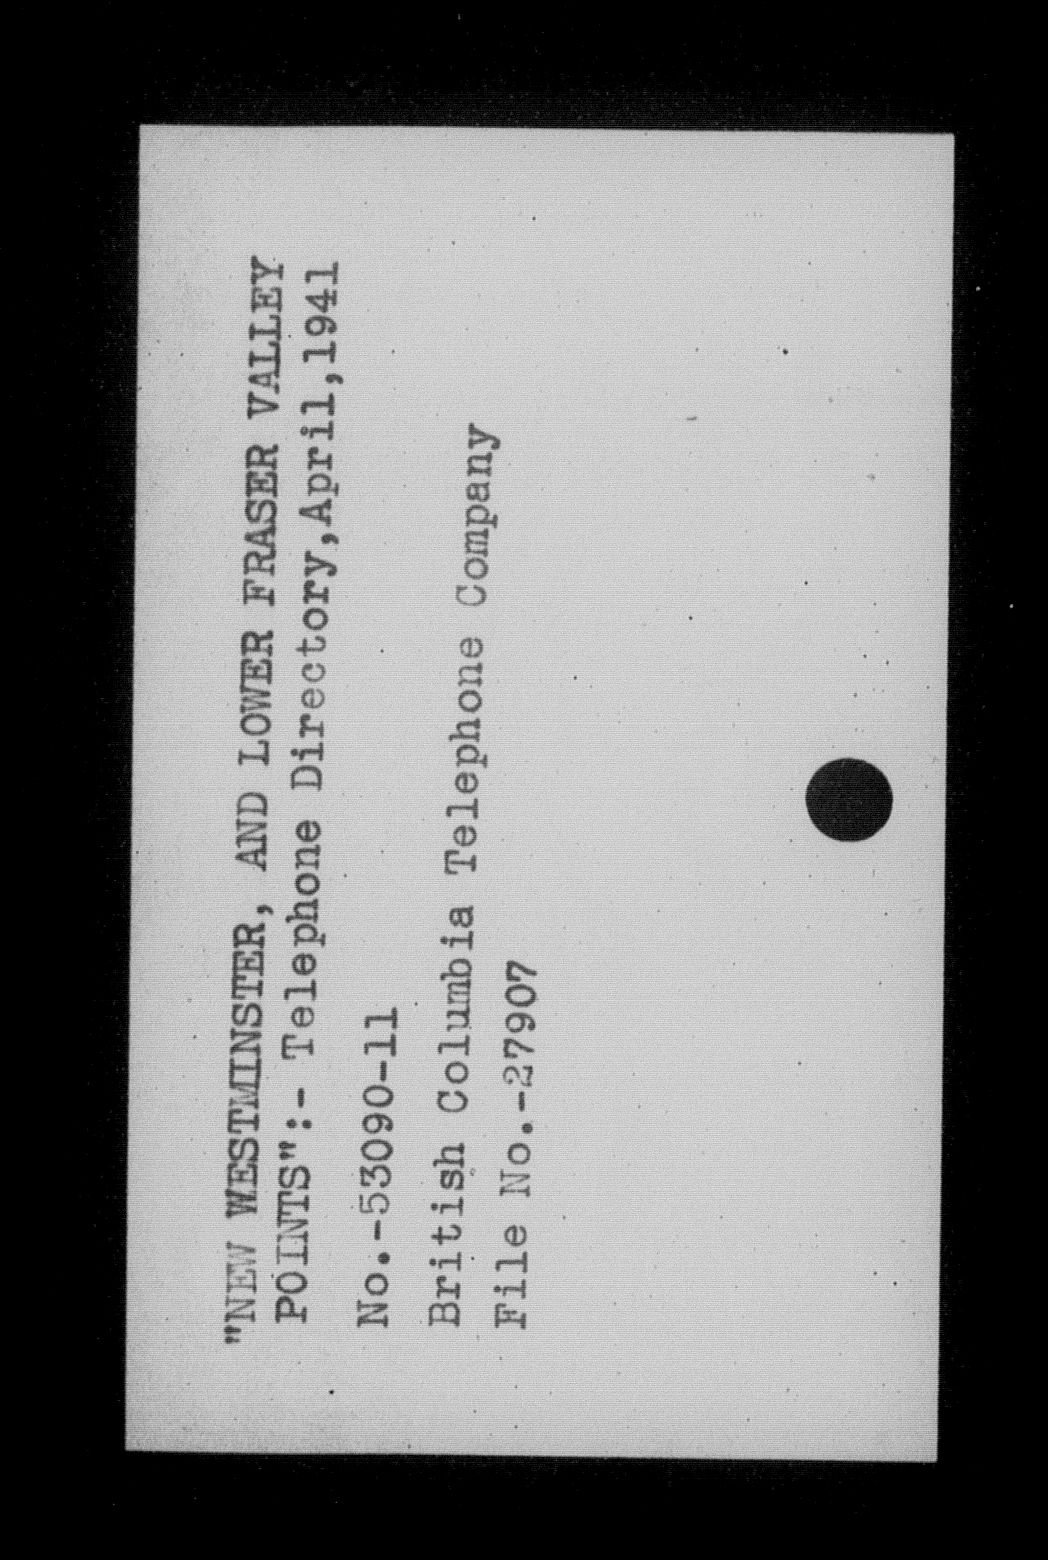 "NEW WESTMINSTER, AND LOWER FRASER VALLEY
POINTS":- Telephone Directory,April,1941
No.-53090-11
British Columbia Telephone Company
File No.-27907